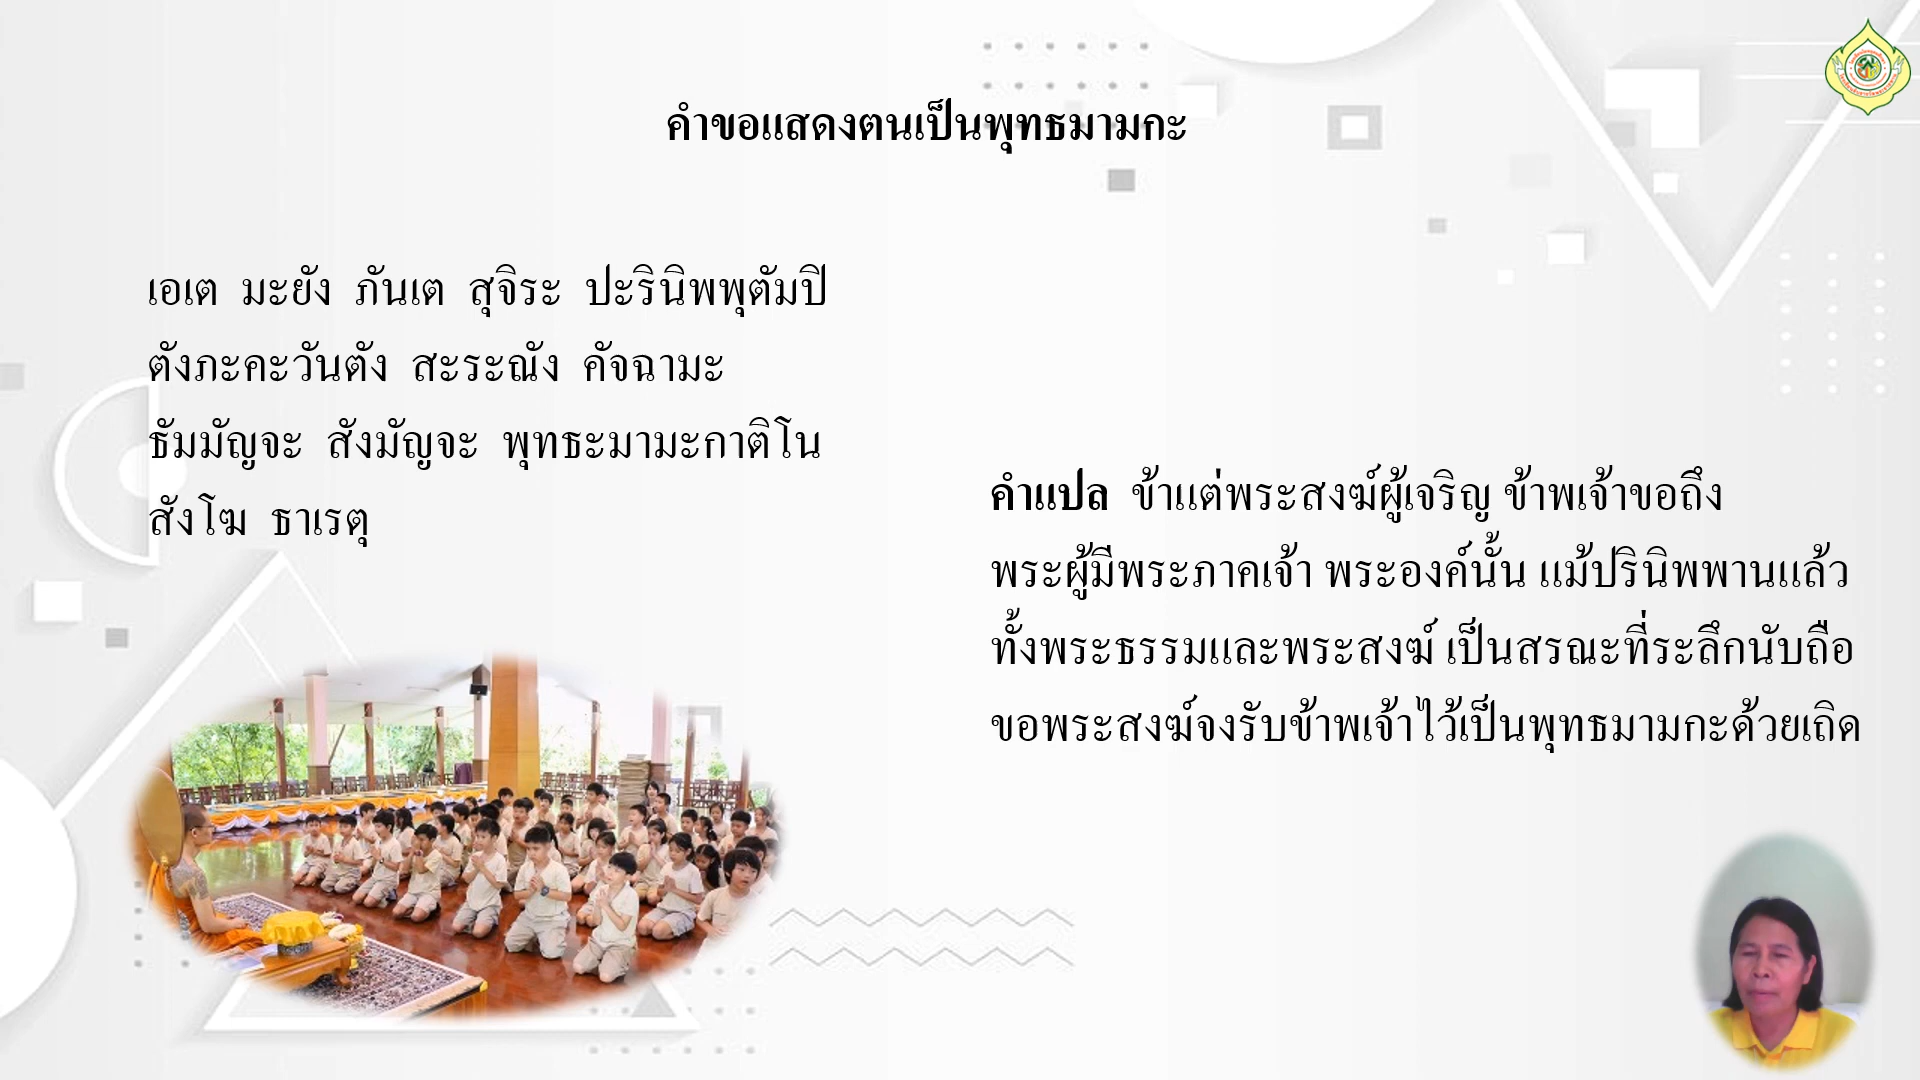 คำขอแสดงตนเป็นพุทธมามกะ
เอเต มะยัง ภันเต สุจิระ ปะรินิพพุตัมปิ
ตังภะคะวันตัง สะระณัง คัจฉามะ
ธัมมัญจะ สังมัญจะ พุทธะมามะกาติโน
สังโฆ ธาเรตุ
คำแปล ข้าแต่พระสงฆ์ผู้เจริญ ข้าพเจ้าขอถึง
พระผู้มีพระภาคเจ้า พระองค์นั้น แม้ปรินิพพานแล้ว
ทั้งพระธรรมและพระสงฆ์ เป็นสรณะที่ระลึกนับถือ
ขอพระสงฆ์จงรับข้าพเจ้าไว้เป็นพุทธมามกะด้วยเถิด